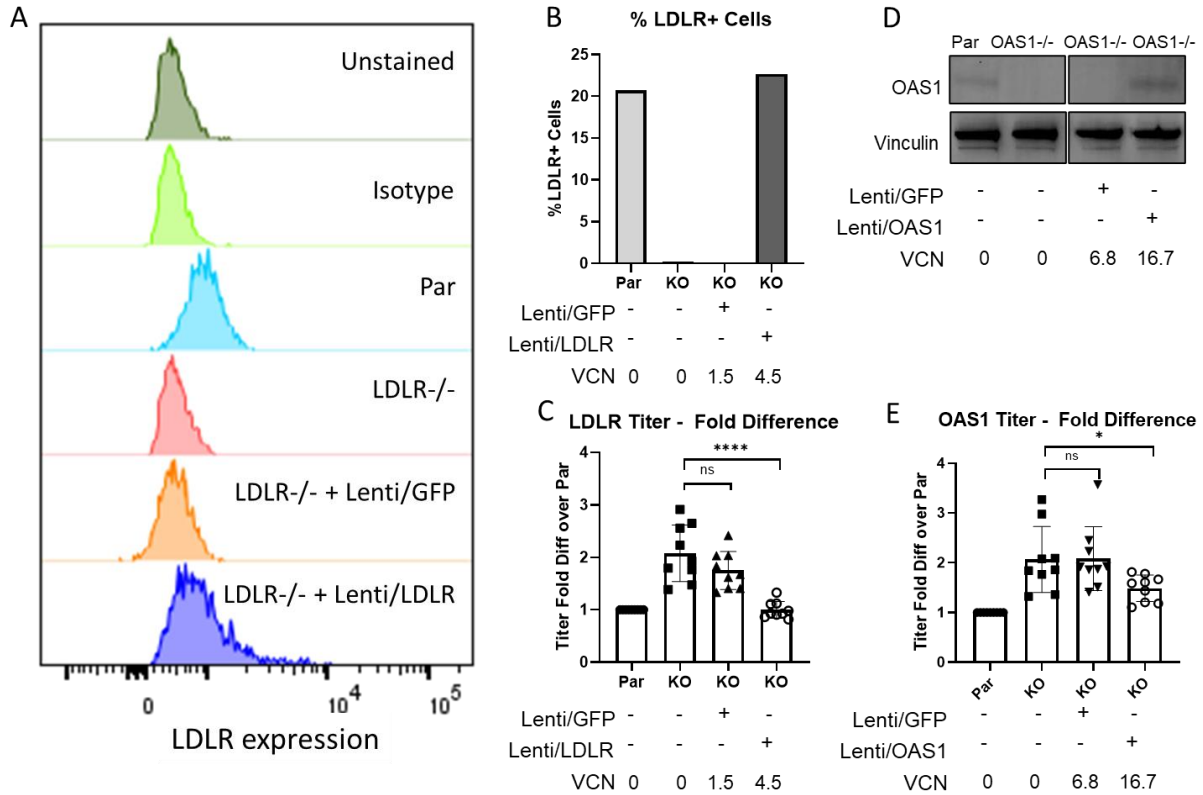 A
Unstained
Isotype
Par
LDLR-/-
LDLR-/- + Lenti/GFP
LDLR-/- + Lenti/LDLR
0 10^4 10^5
LDLR expression
B
% LDLR+ Cells
%LDLR+ Cells
25
20
15
10
5
0
Par KO KO KO
Lenti/GFP - - + -
Lenti/LDLR - - - +
VCN 0 0 1.5 4.5
C
LDLR Titer - Fold Difference
Titer Fold Diff over Par
4
3
2
1
0
****
ns
Par KO KO KO
Lenti/GFP - - + -
Lenti/LDLR - - - +
VCN 0 0 1.5 4.5
D
Par OAS1-/- OAS1-/- OAS1-/-
OAS1
Vinculin
Lenti/GFP - - + -
Lenti/OAS1 - - - +
VCN 0 0 6.8 16.7
E
OAS1 Titer - Fold Difference
Titer Fold Diff over Par
4
3
2
1
0
*
ns
Par KO KO KO
Lenti/GFP - - + -
Lenti/OAS1 - - - +
VCN 0 0 6.8 16.7